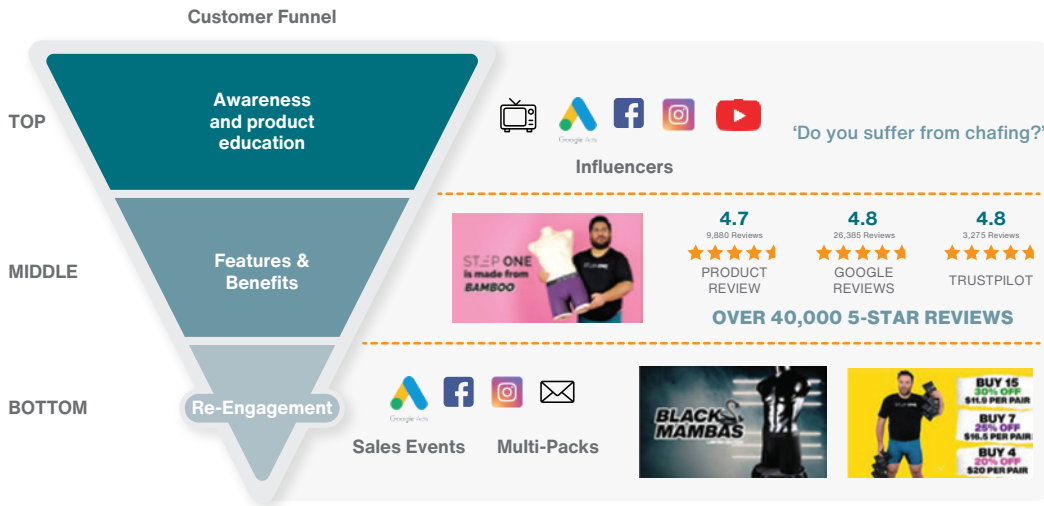 Customer Funnel
TOP
Awareness
and product
education
Google Ads
Influencers
'Do you suffer from chafing?'
MIDDLE
Features &
Benefits
STEP ONE
is made from
BAMBOO
STEP ONE
4.7
9,880 Reviews
PRODUCT
REVIEW
4.8
26,385 Reviews
GOOGLE
REVIEWS
4.8
3,275 Reviews
TRUSTPILOT
OVER 40,000 5-STAR REVIEWS
BOTTOM
Re-Engagement
Google Ads
Sales Events
Multi-Packs
BLACK
MAMBAS
STEP ONE
BUY 15
30% OFF
$11.9 PER PAIR
BUY 7
25% OFF
$16.5 PER PAIR
BUY 4
20% OFF
$20 PER PAIR